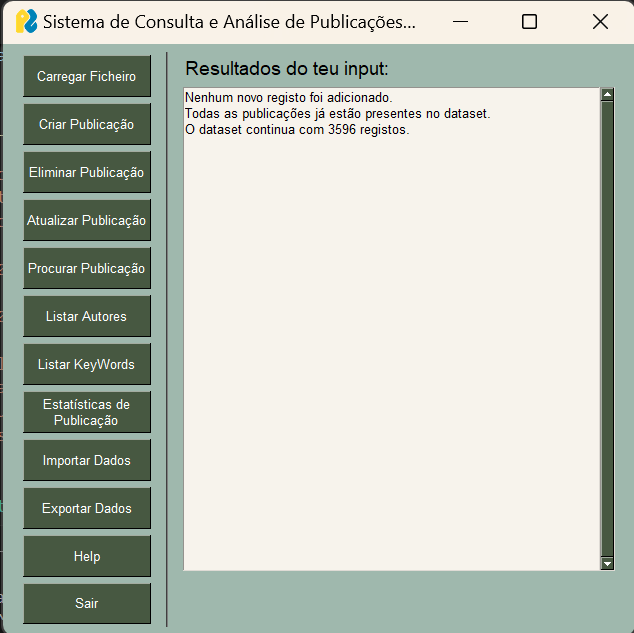 Sistema de Consulta e Análise de Publicações...
Carregar Ficheiro
Criar Publicação
Eliminar Publicação
Atualizar Publicação
Procurar Publicação
Listar Autores
Listar KeyWords
Estatísticas de
Publicação
Importar Dados
Exportar Dados
Help
Sair
Resultados do teu input:
Nenhum novo registo foi adicionado.
Todas as publicações já estão presentes no dataset.
O dataset continua com 3596 registos.